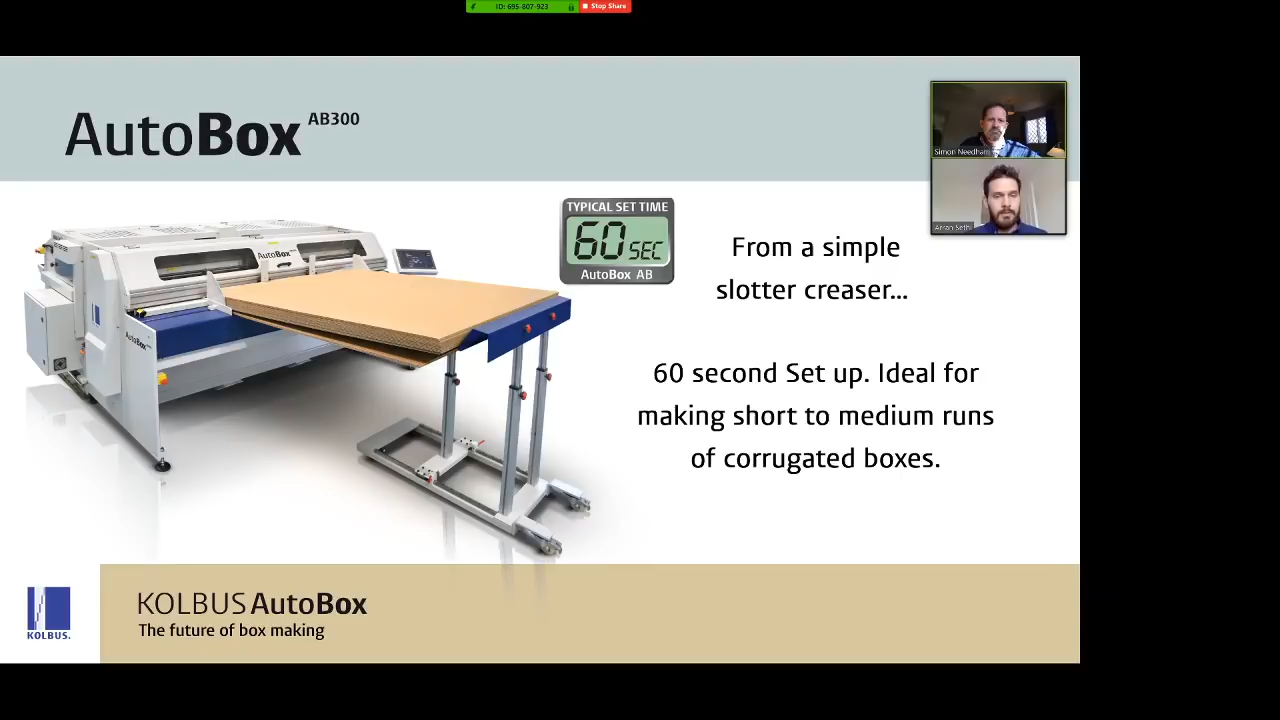 ID: 695-807-923
Stop Share
AutoBox AB300
Simon Needham
Arran Sethi
TYPICAL SET TIME
60 SEC
AutoBox AB
From a simple
slotter creaser...
60 second Set up. Ideal for
making short to medium runs
of corrugated boxes.
AutoBox
AutoBox
KOLBUS AutoBox
The future of box making
KOLBUS.